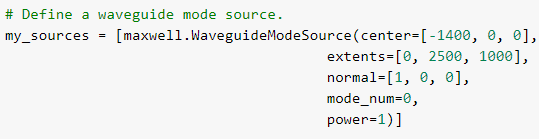 # Define a waveguide mode source.
my_sources = [maxwell.WaveguideModeSource(center=[-1400, 0, 0],
extents=[0, 2500, 1000],
normal=[1, 0, 0],
mode_num=0,
power=1)]